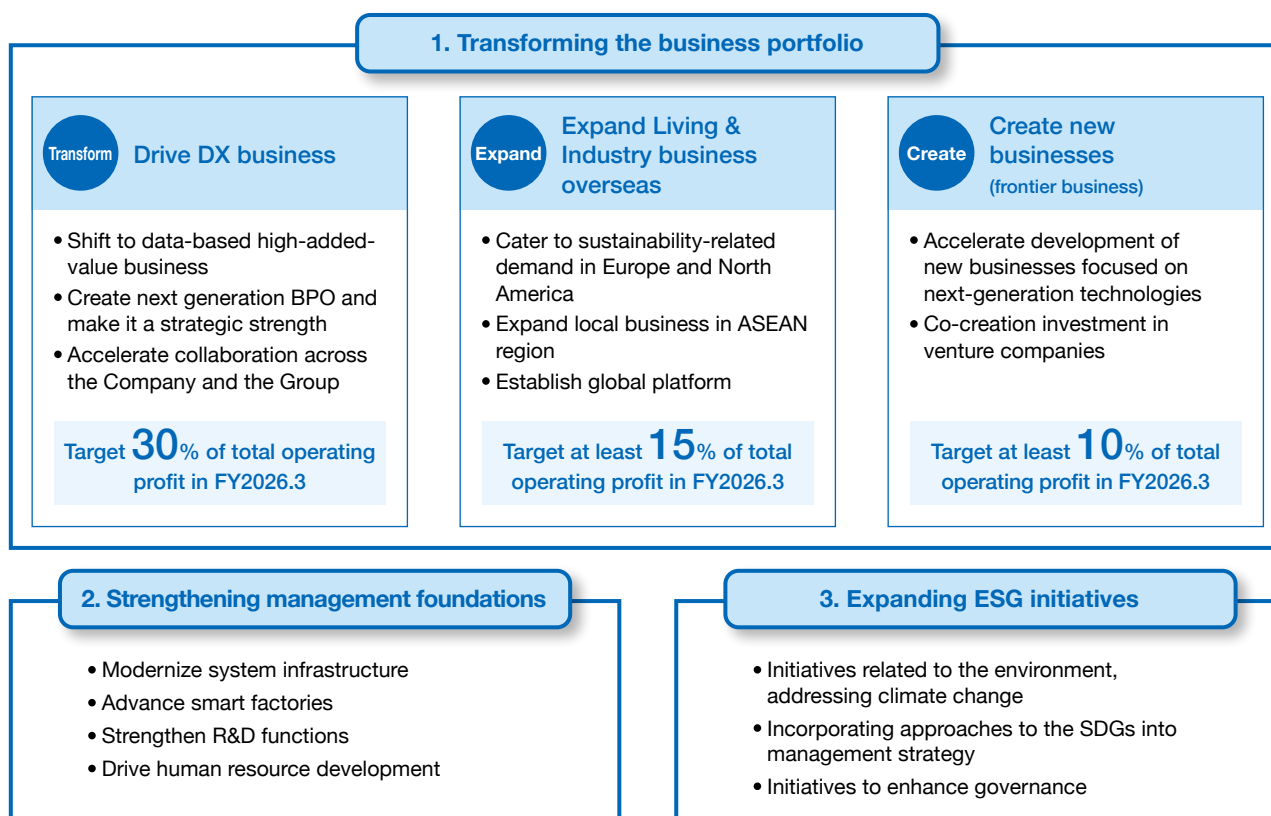 1. Transforming the business portfolio
Transform
Drive DX business
• Shift to data-based high-added-
value business
• Create next generation BPO and
make it a strategic strength
• Accelerate collaboration across
the Company and the Group
Target 30% of total operating
profit in FY2026.3
Expand
Expand Living &
Industry business
overseas
• Cater to sustainability-related
demand in Europe and North
America
• Expand local business in ASEAN
region
• Establish global platform
Target at least 15% of total
operating profit in FY2026.3
Create
Create new
businesses
(frontier business)
• Accelerate development of
new businesses focused on
next-generation technologies
• Co-creation investment in
venture companies
Target at least 10% of total
operating profit in FY2026.3
2. Strengthening management foundations
• Modernize system infrastructure
• Advance smart factories
• Strengthen R&D functions
• Drive human resource development
3. Expanding ESG initiatives
• Initiatives related to the environment,
addressing climate change
• Incorporating approaches to the SDGs into
management strategy
• Initiatives to enhance governance